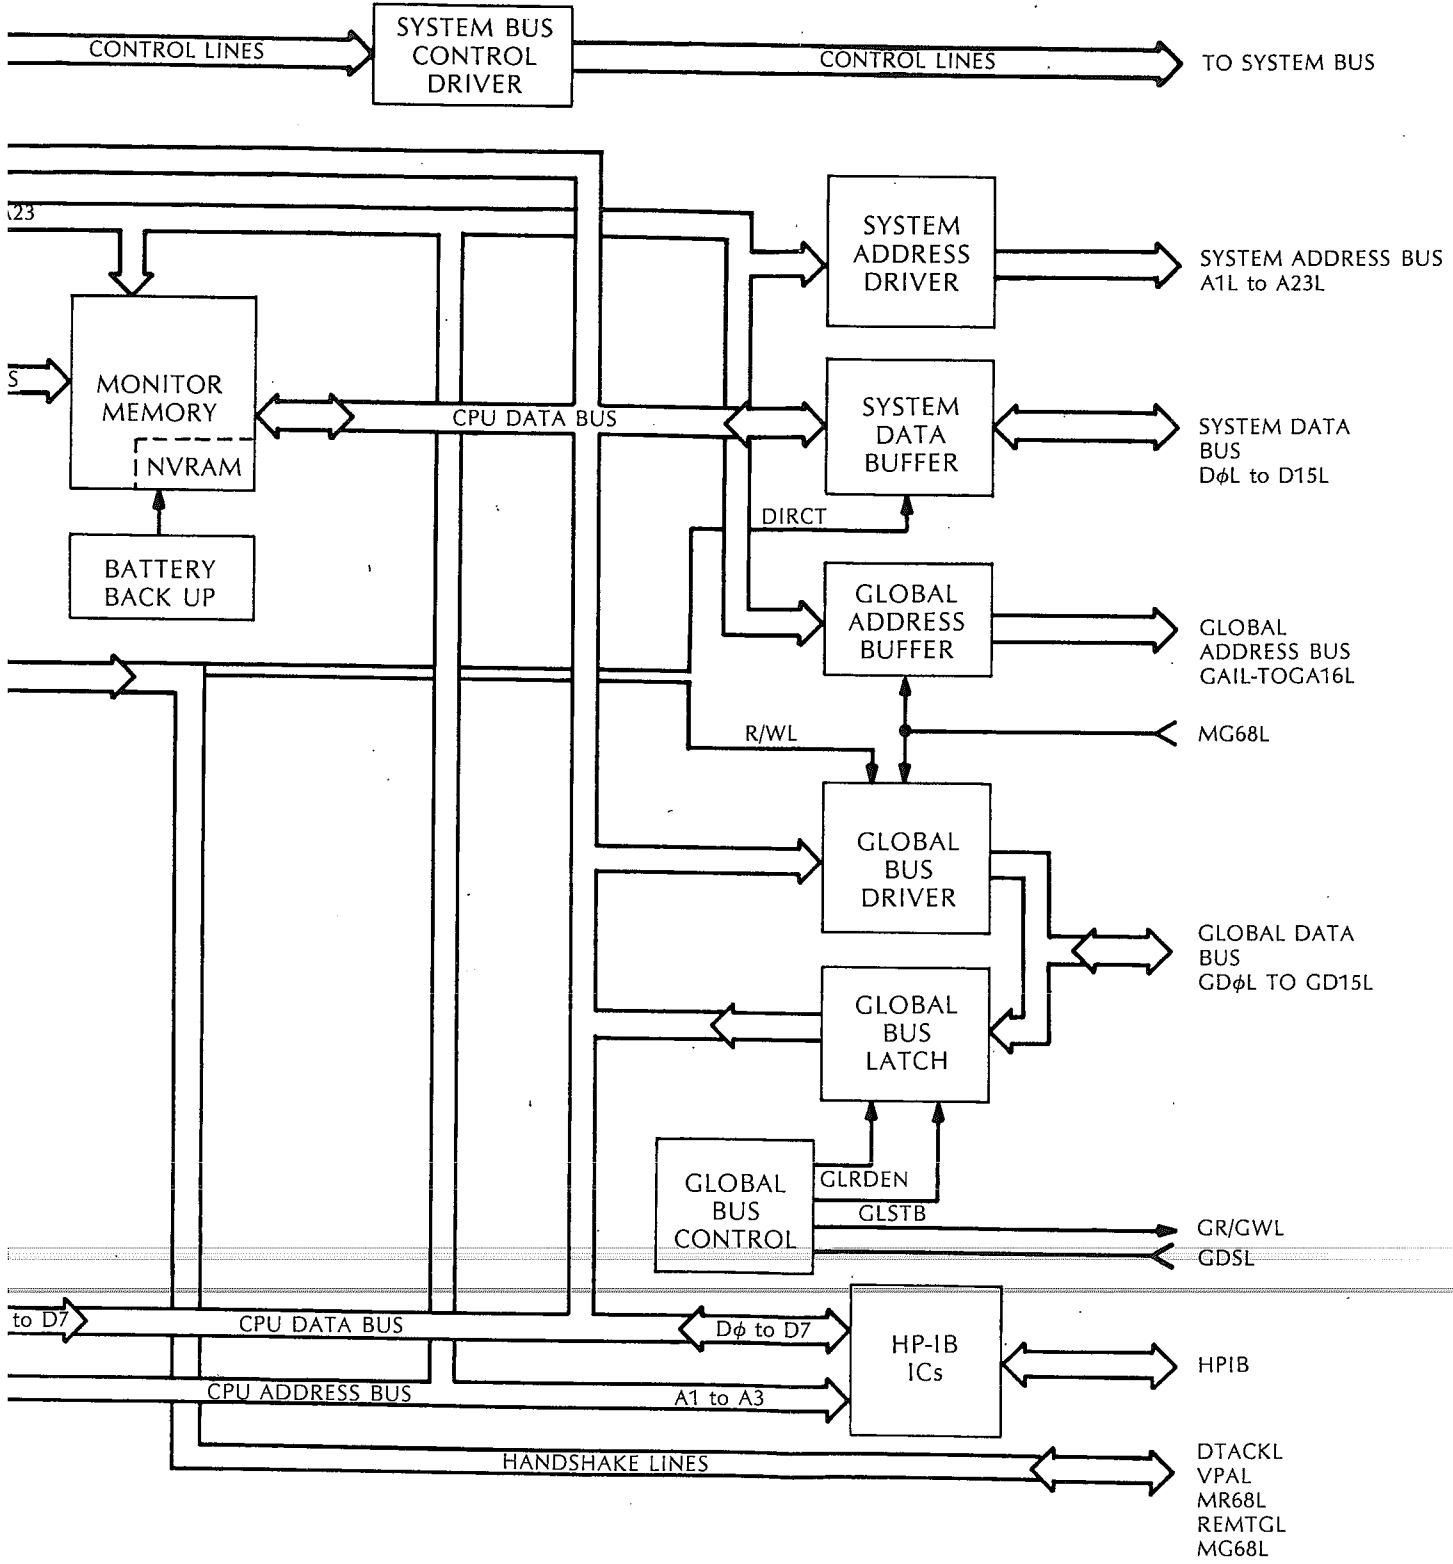 CONTROL LINES
SYSTEM BUS
CONTROL
DRIVER
CONTROL LINES
TO SYSTEM BUS
A23
SYSTEM
ADDRESS
DRIVER
SYSTEM ADDRESS BUS
A1L to A23L
S
MONITOR
MEMORY
NVRAM
CPU DATA BUS
SYSTEM
DATA
BUFFER
SYSTEM DATA
BUS
DϕL to D15L
DIRCT
BATTERY
BACK UP
GLOBAL
ADDRESS
BUFFER
GLOBAL
ADDRESS BUS
GAIL-TOGA16L
R/WL
MG68L
GLOBAL
BUS
DRIVER
GLOBAL DATA
BUS
GDϕL TO GD15L
GLOBAL
BUS
LATCH
GLOBAL
BUS
CONTROL
GLRDEN
GLSTB
GR/GWL
GDSL
to D7
CPU DATA BUS
Dϕ to D7
HP-IB
ICs
HPIB
CPU ADDRESS BUS
A1 to A3
HANDSHAKE LINES
DTACKL
VPAL
MR68L
REMTGL
MG68L